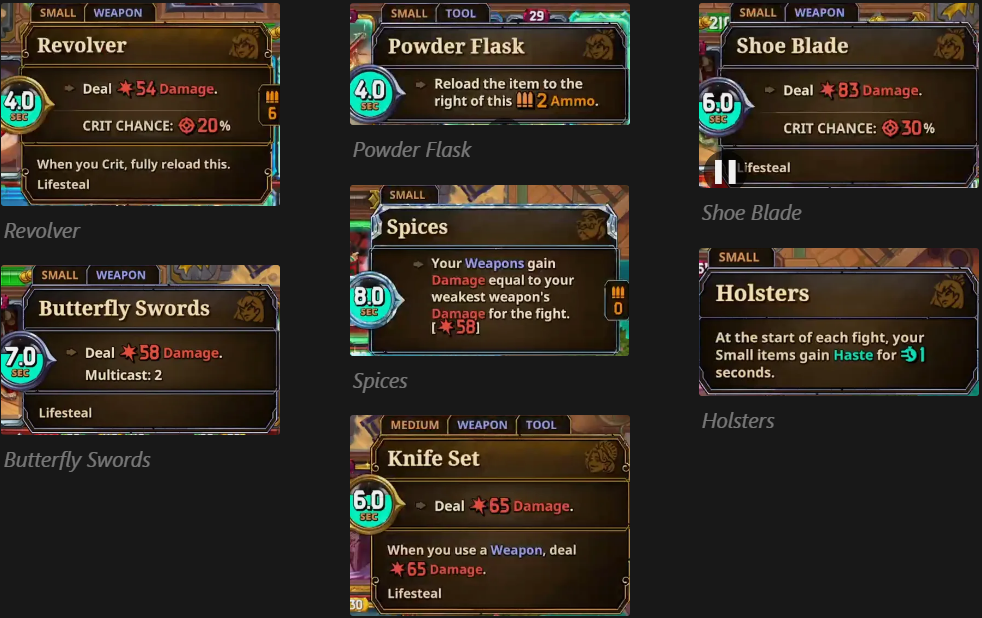 SMALL WEAPON
Revolver
4.0
SEC
Deal 54 Damage.
CRIT CHANCE: 20%
6
When you Crit, fully reload this.
Lifesteal
Revolver
SMALL WEAPON
Butterfly Swords
7.0
SEC
Deal 58 Damage.
Multicast: 2
Lifesteal
Butterfly Swords
SMALL TOOL
29
Powder Flask
4.0
SEC
Reload the item to the
right of this 2 Ammo.
Powder Flask
SMALL
Spices
8.0
SEC
Your Weapons gain
Damage equal to your
weakest weapon's
Damage for the fight.
[58]
0
Spices
MEDIUM WEAPON TOOL
Knife Set
6.0
SEC
Deal 65 Damage.
When you use a Weapon, deal
65 Damage.
Lifesteal
30
SMALL WEAPON
Shoe Blade
6.0
SEC
Deal 83 Damage.
CRIT CHANCE: 30%
Lifesteal
Shoe Blade
SMALL
Holsters
At the start of each fight, your
Small items gain Haste for 1
seconds.
Holsters